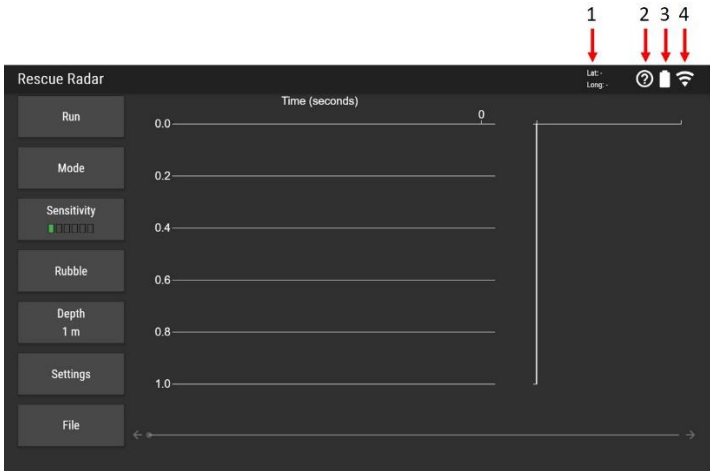 1 2 3 4
Rescue Radar
Lat: -
Long: -
Run
Mode
Sensitivity
Rubble
Depth
1 m
Settings
File
Time (seconds)
0
0.0
0.2
0.4
0.6
0.8
1.0